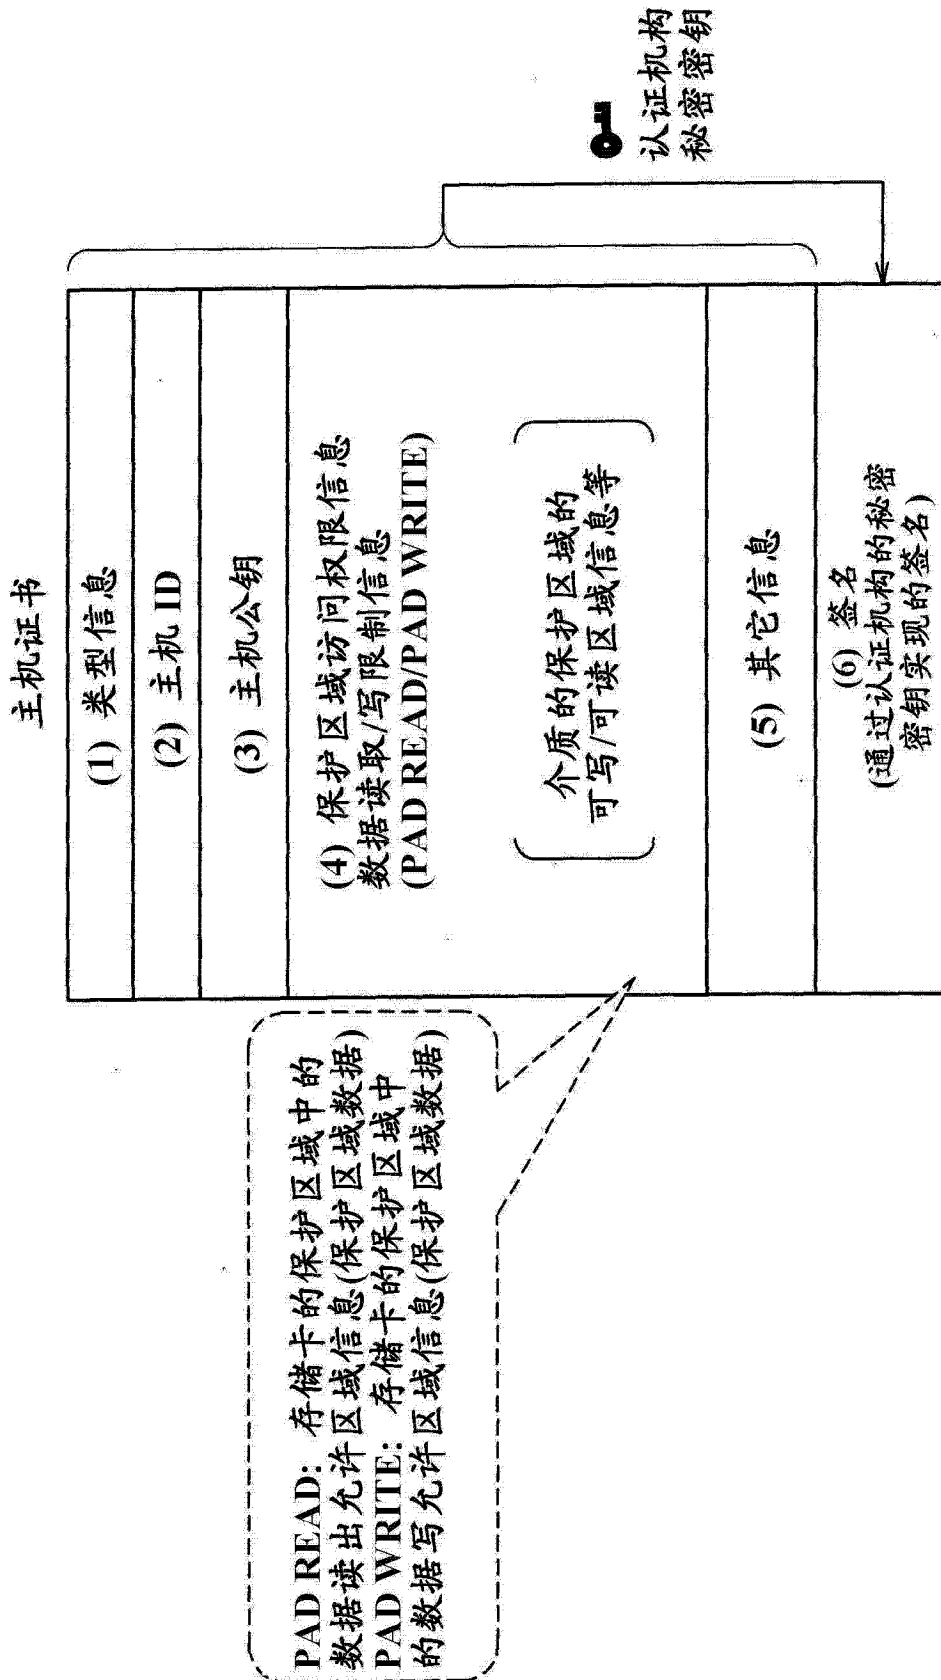 主机证书
(1) 类型信息
(2) 主机 ID
(3) 主机公钥
(4) 保护区域访问权限信息
数据读取/写限制信息
(PAD READ/PAD WRITE)
介质的保护区域的
可写/可读区域信息等
(5) 其它信息
(6) 签名
(通过认证机构的秘密
密钥实现的签名)
认证机构
秘密密钥
PAD READ: 存储卡的保护区域中的
数据读出允许区域信息(保护区域数据)
PAD WRITE: 存储卡的保护区域中
的数据写允许区域信息(保护区域数据)